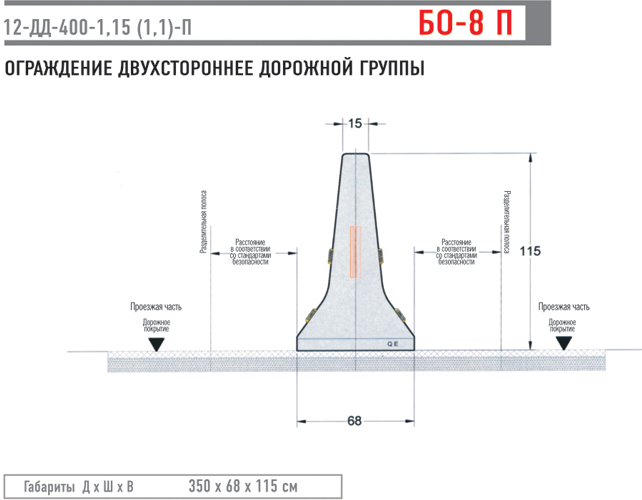 12-ДД-400-1,15 (1,1)-П
БО-8 П
ОГРАЖДЕНИЕ ДВУХСТОРОННЕЕ ДОРОЖНОЙ ГРУППЫ
15
Разделительная полоса
Разделительная полоса
Расстояние
в соответствии
со стандартами
безопасности
Расстояние
в соответствии
со стандартами
безопасности
115
Проезжая часть
Дорожное
покрытие
Проезжая часть
Дорожное
покрытие
QE
68
Габариты Д х Ш х В 350 х 68 х 115 см